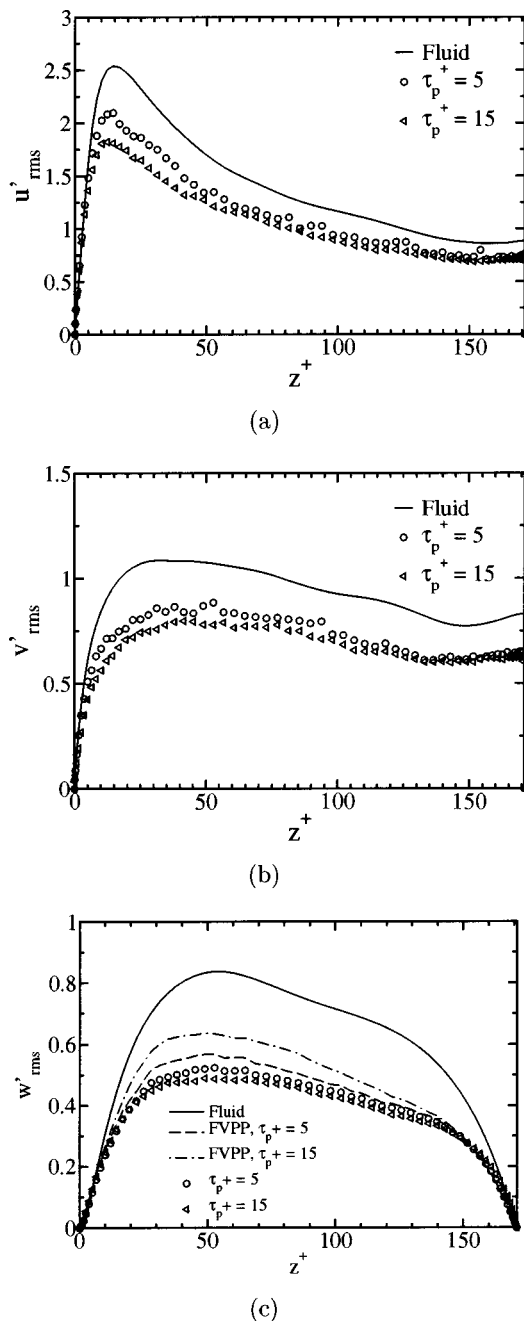 3
2.5
2
1.5
1
0.5
0
u'rms
Fluid
τp+ = 5
τp+ = 15
0 50 100 150
z+
(a)
1.5
1
0.5
0
v'rms
Fluid
τp+ = 5
τp+ = 15
0 50 100 150
z+
(b)
1
0.8
0.6
0.4
0.2
0
w'rms
Fluid
FVPP, τp+ = 5
FVPP, τp+ = 15
τp+ = 5
τp+ = 15
0 50 100 150
z+
(c)